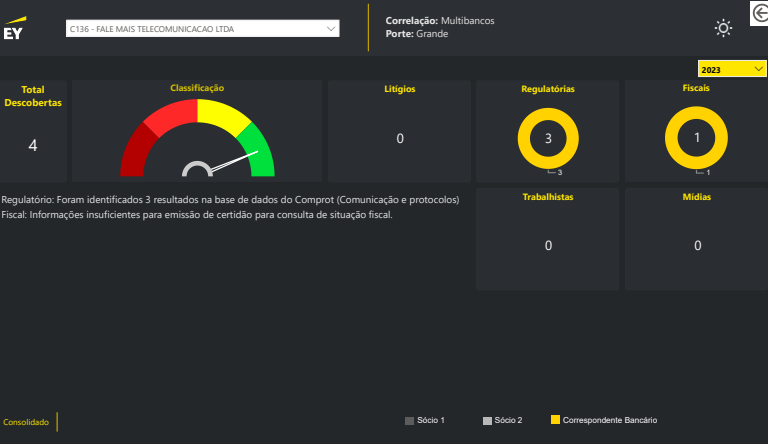 EY
C136 - FALE MAIS TELECOMUNICACAO LTDA
Correlação: Multibancos
Porte: Grande
2023
Total
Descobertas
4
Classificação
Litígios
0
Regulatórias
3
3
Fiscais
1
1
Regulatório: Foram identificados 3 resultados na base de dados do Comprot (Comunicação e protocolos)
Fiscal: Informações insuficientes para emissão de certidão para consulta de situação fiscal.
Trabalhistas
0
Mídias
0
Consolidado
Sócio 1
Sócio 2
Correspondente Bancário